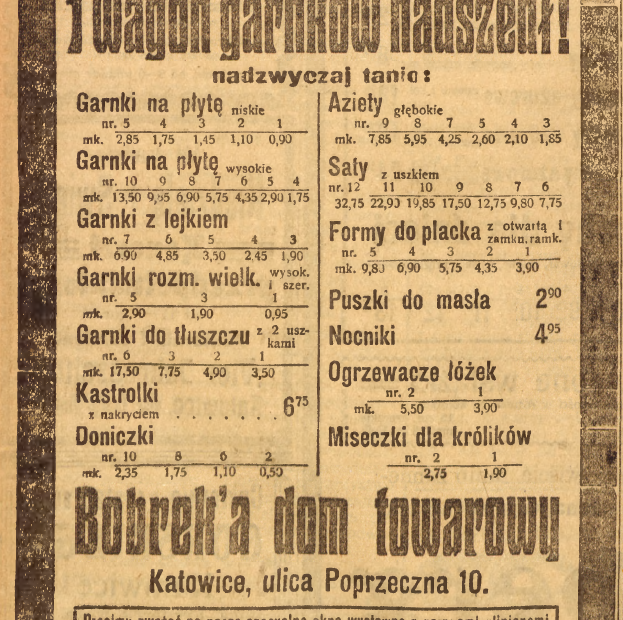 1 wagon garnków nadszedł!
nadzwyczaj tanio:
Garnki na płytę niskie
nr. 5 4 3 2 1
mk. 2,85 1,75 1,45 1,10 0,90
Garnki na płytę wysokie
nr. 10 9 8 7 6 5 4
mk. 13,50 9,95 6,90 5,75 4,35 2,90 1,75
Garnki z lejkiem
nr. 7 6 5 4 3
mk. 6.90 4,85 3,50 2,45 1,90
Garnki rozm. wielk. wysok. i szer.
nr. 5 3 1
mk. 2,90 1,90 0,95
Garnki do tłuszczu z 2 usz-kami
nr. 6 3 2 1
mk. 17,50 7,75 4,90 3,50
Kastrolki
z nakryciem . . . . . . . 6 75
Doniczki
nr. 10 8 6 2
mk. 2,35 1,75 1,10 0,50
Aziety głębokie
nr. 9 8 7 5 4 3
mk. 7,85 5,95 4,25 2,60 2,10 1,85
Saty z uszkiem
nr. 12 11 10 9 8 7 6
32,75 22,90 19,85 17,50 12,75 9,80 7,75
Formy do placka z otwartą i zamkn. ramk.
nr. 5 4 3 2 1
mk. 9,80 6,90 5,75 4,35 3,90
Puszki do masła 2 90
Nocniki 4 95
Ogrzewacze łóżek
nr. 2 1
mk. 5,50 3,90
Miseczki dla królików
nr. 2 1
2,75 1,90
Bobrek'a dom towarowy
Katowice, ulica Poprzeczna 10.